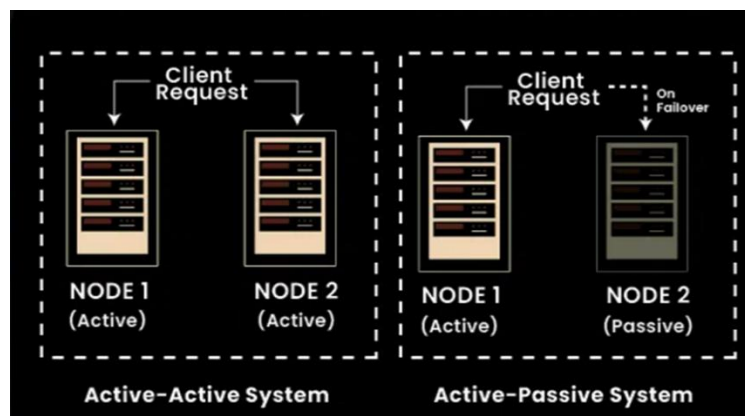 Client
Request
NODE 1
(Active)
NODE 2
(Active)
Active-Active System
Client
Request
On
Failover
NODE 1
(Active)
NODE 2
(Passive)
Active-Passive System